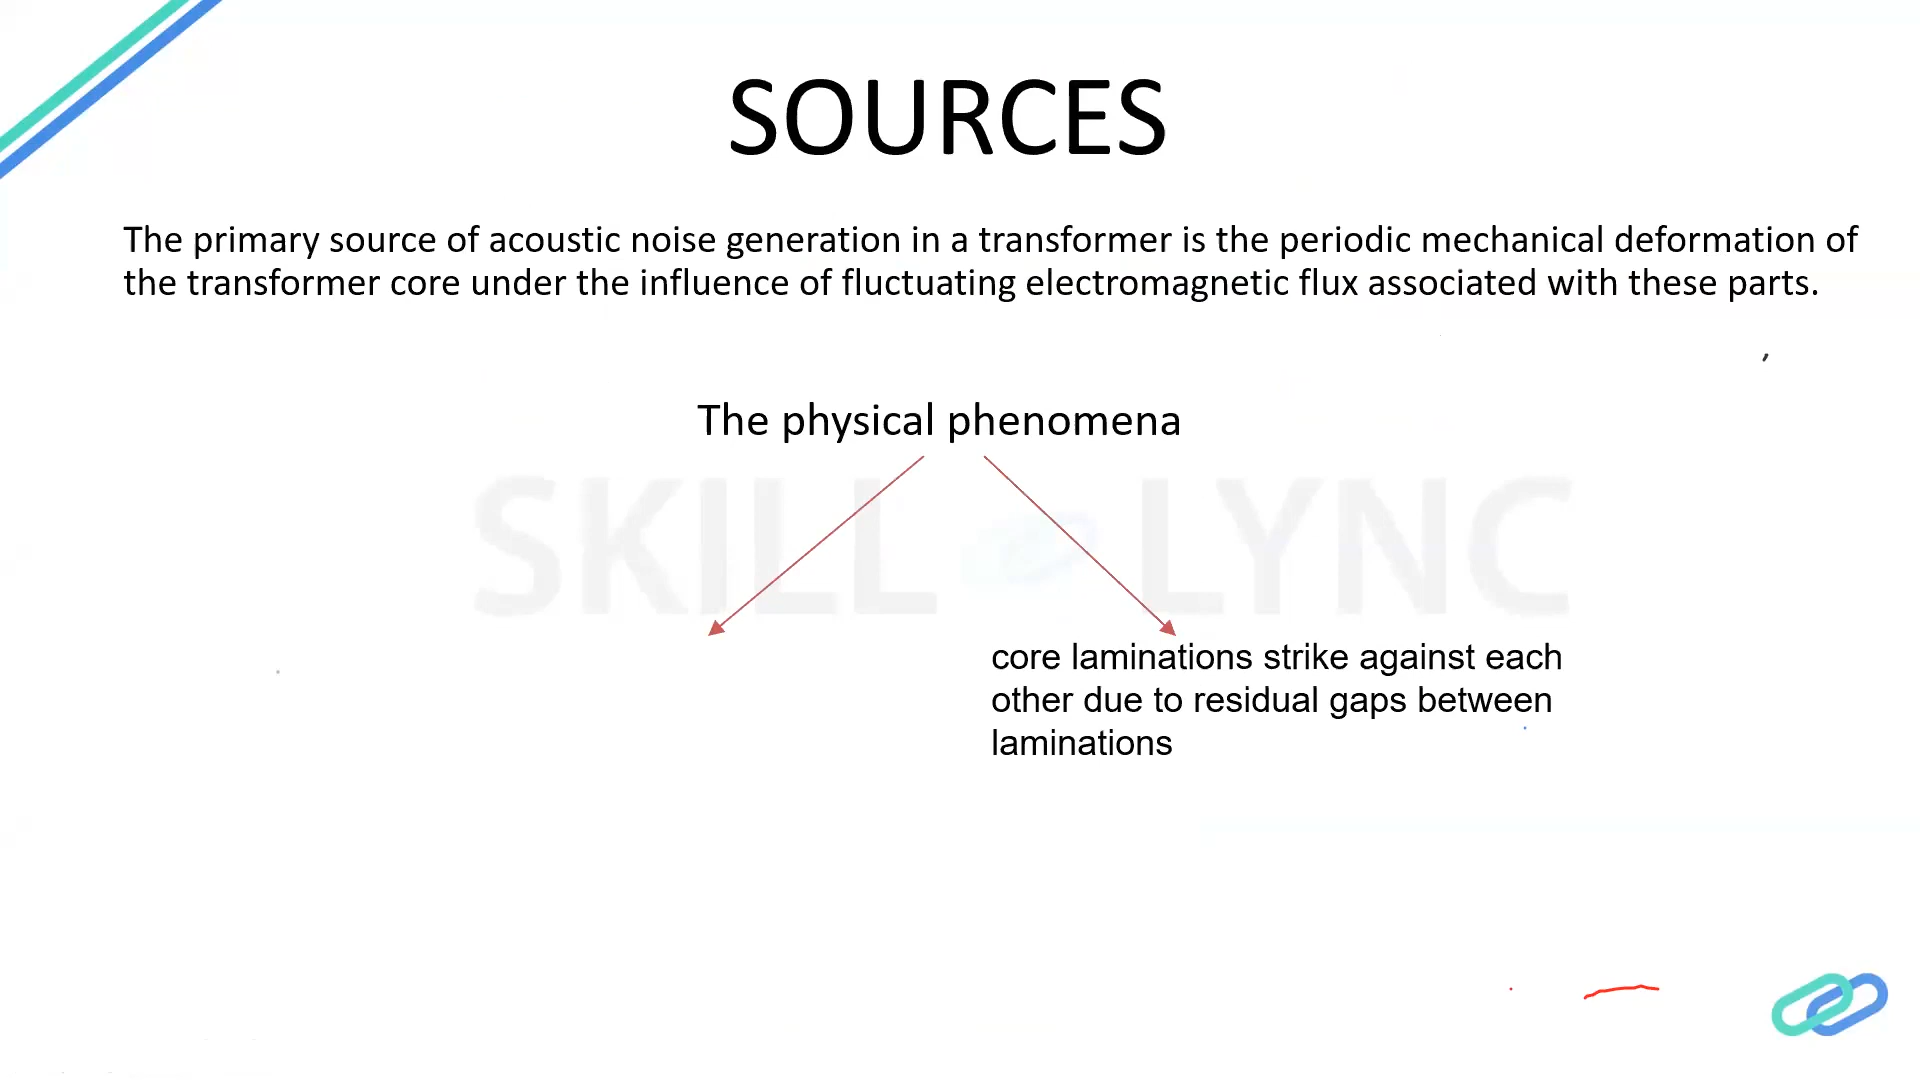 SOURCES
The primary source of acoustic noise generation in a transformer is the periodic mechanical deformation of
the transformer core under the influence of fluctuating electromagnetic flux associated with these parts.
The physical phenomena
SKILL LYNC
core laminations strike against each
other due to residual gaps between
laminations